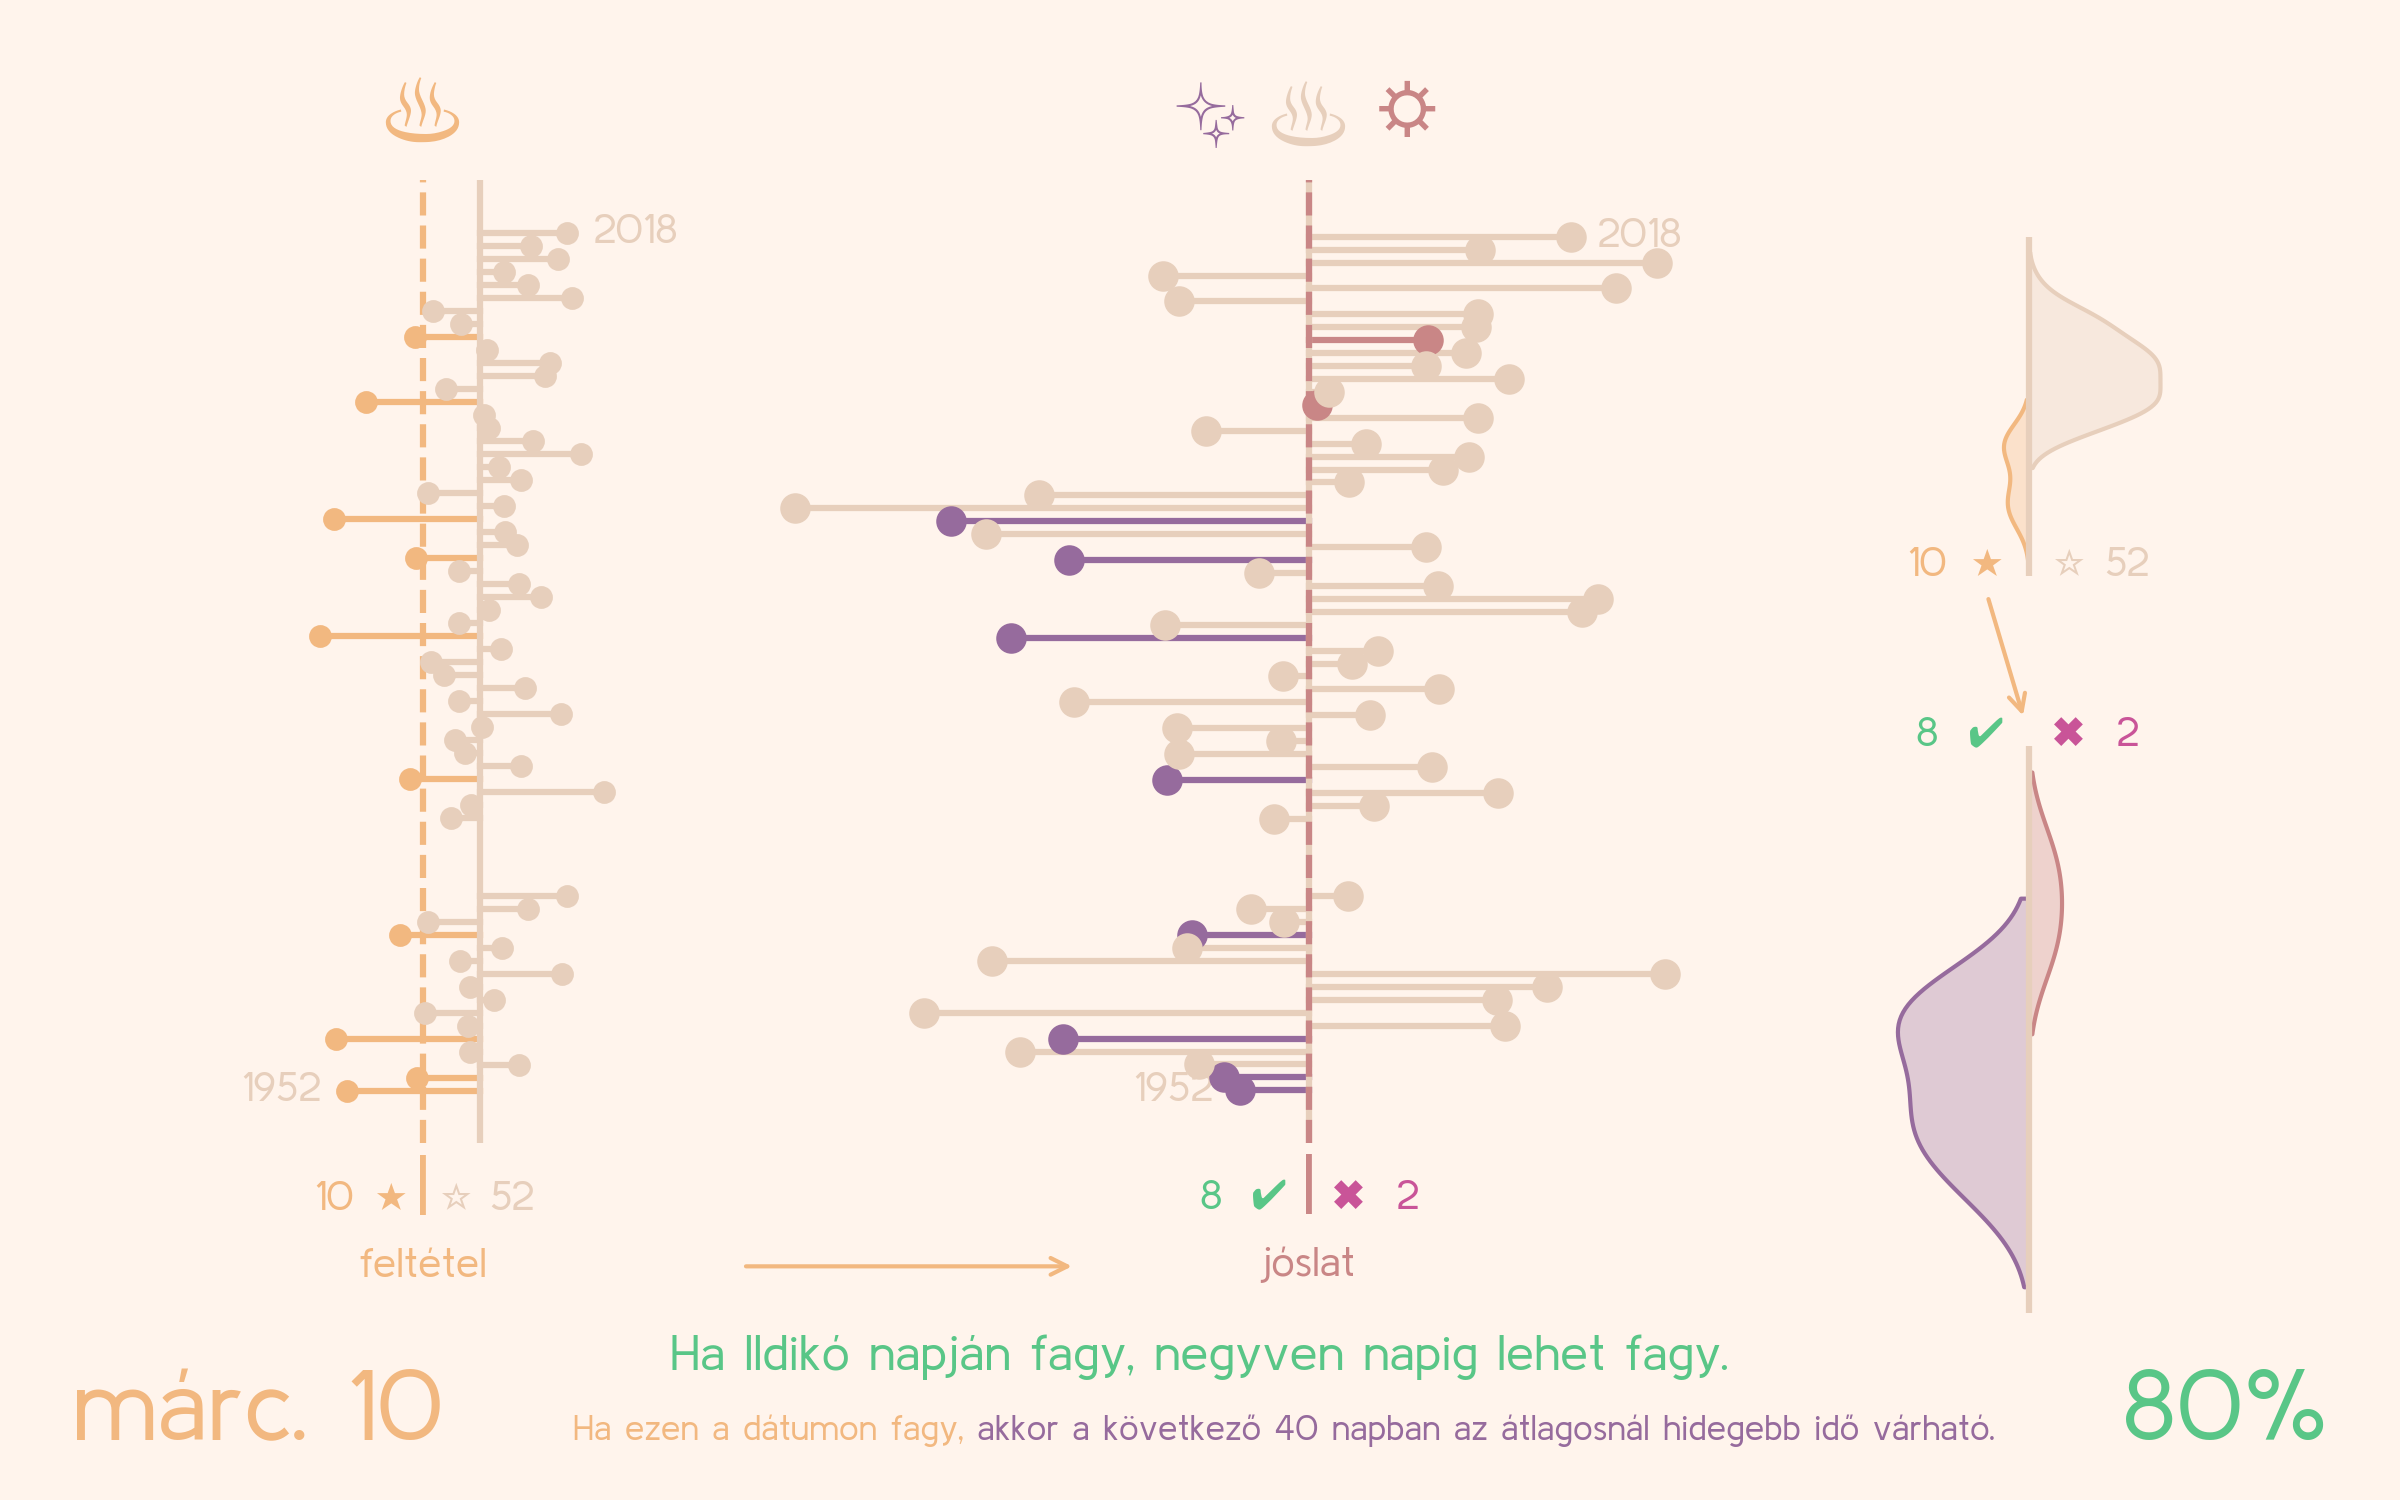 2018
2018
1952
1952
10 ★ ☆ 52
8 ✔ ✖ 2
10 ★ ☆ 52
8 ✔ ✖ 2
feltétel
jóslat
Ha Ildikó napján fagy, negyven napig lehet fagy.
márc. 10
Ha ezen a dátumon fagy, akkor a következő 40 napban az átlagosnál hidegebb idő várható.
80%